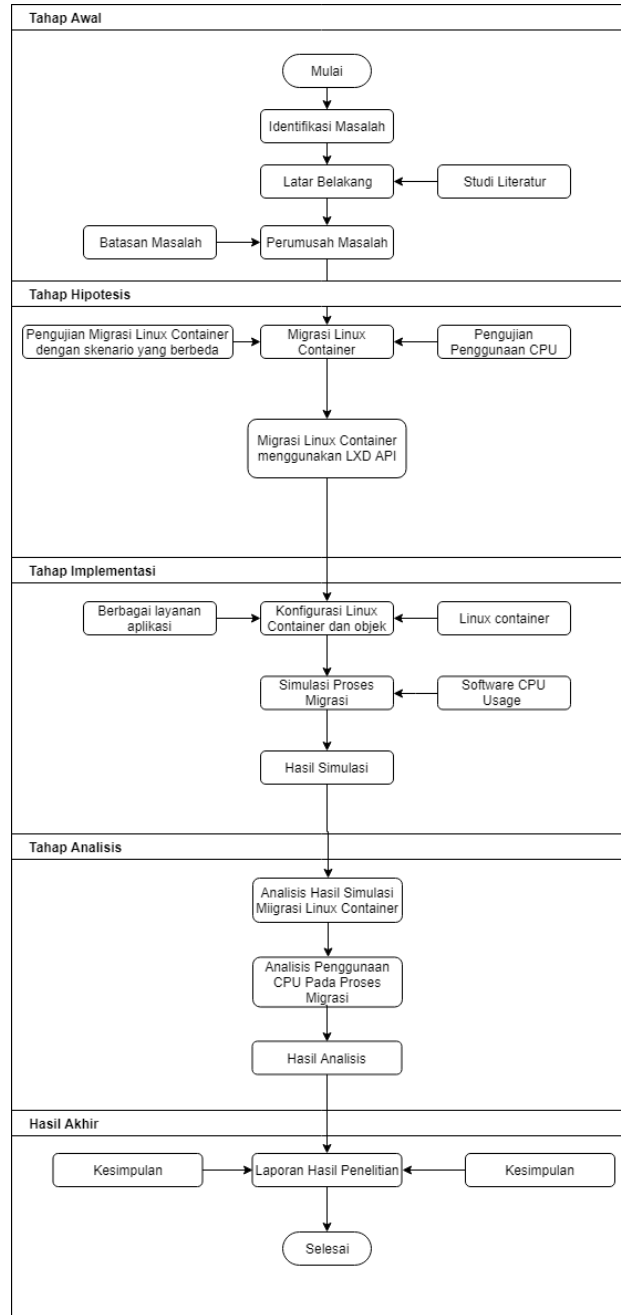 Tahap Awal
Mulai
Identifikasi Masalah
Latar Belakang
Studi Literatur
Batasan Masalah
Perumusah Masalah
Tahap Hipotesis
Pengujian Migrasi Linux Container
dengan skenario yang berbeda
Migrasi Linux
Container
Pengujian
Penggunaan CPU
Migrasi Linux Container
menggunakan LXD API
Tahap Implementasi
Berbagai layanan
aplikasi
Konfigurasi Linux
Container dan objek
Linux container
Simulasi Proses
Migrasi
Software CPU
Usage
Hasil Simulasi
Tahap Analisis
Analisis Hasil Simulasi
Miigrasi Linux Container
Analisis Penggunaan
CPU Pada Proses
Migrasi
Hasil Analisis
Hasil Akhir
Kesimpulan
Laporan Hasil Penelitian
Kesimpulan
Selesai